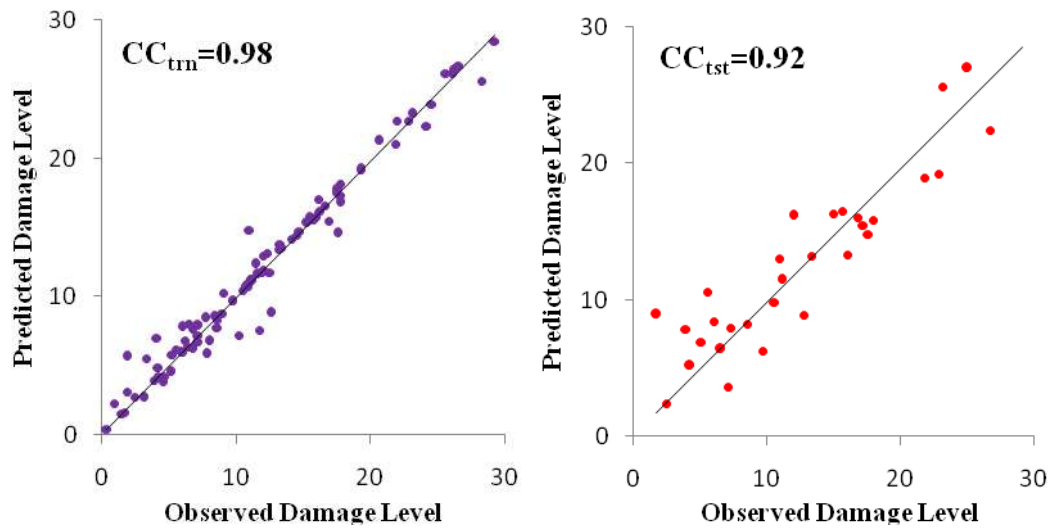 CCtrn=0.98
Predicted Damage Level
30
20
10
0
0 10 20 30
Observed Damage Level
CCtst=0.92
Predicted Damage Level
30
20
10
0
0 10 20 30
Observed Damage Level